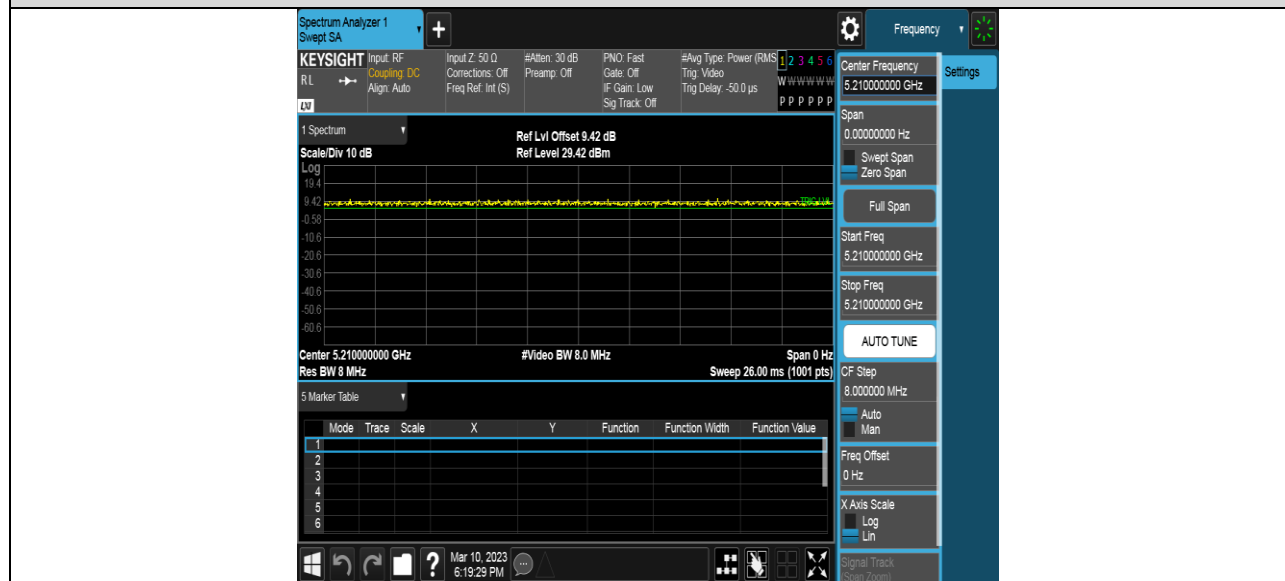 Spectrum Analyzer 1
Swept SA
+
Frequency
KEYSIGHT
RL
LXI
Input: RF
Coupling: DC
Align: Auto
Input Z: 50 Ω
Corrections: Off
Freq Ref: Int (S)
#Atten: 30 dB
Preamp: Off
PNO: Fast
Gate: Off
IF Gain: Low
Sig Track: Off
#Avg Type: Power (RMS
Trig: Video
Trig Delay: -50.0 µs
1 2 3 4 5 6
W W W W W W
P P P P P P
1 Spectrum
Scale/Div 10 dB
Ref Lvl Offset 9.42 dB
Ref Level 29.42 dBm
Log
19.4
9.42
-0.58
-10.6
-20.6
-30.6
-40.6
-50.6
-60.6
TRIG LVL
Center 5.210000000 GHz
#Video BW 8.0 MHz
Span 0 Hz
Res BW 8 MHz
Sweep 26.00 ms (1001 pts)
5 Marker Table
Mode Trace Scale X Y Function Function Width Function Value
1
2
3
4
5
6
?
Mar 10, 2023
6:19:29 PM
Settings
Center Frequency
5.210000000 GHz
Span
0.00000000 Hz
Swept Span
Zero Span
Full Span
Start Freq
5.210000000 GHz
Stop Freq
5.210000000 GHz
AUTO TUNE
CF Step
8.000000 MHz
Auto
Man
Freq Offset
0 Hz
X Axis Scale
Log
Lin
Signal Track
(Span Zoom)